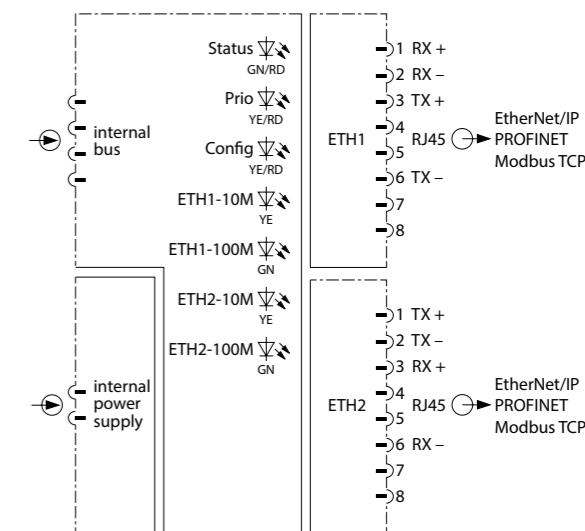 Status
GN/RD
Prio
YE/RD
Config
YE/RD
ETH1-10M
YE
ETH1-100M
GN
ETH2-10M
YE
ETH2-100M
GN
internal
bus
internal
power
supply
ETH1
1 RX +
2 RX –
3 TX +
4
5
6 TX –
7
8
RJ45
EtherNet/IP
PROFINET
Modbus TCP
ETH2
1 TX +
2 TX –
3 RX +
4
5
6 RX –
7
8
RJ45
EtherNet/IP
PROFINET
Modbus TCP